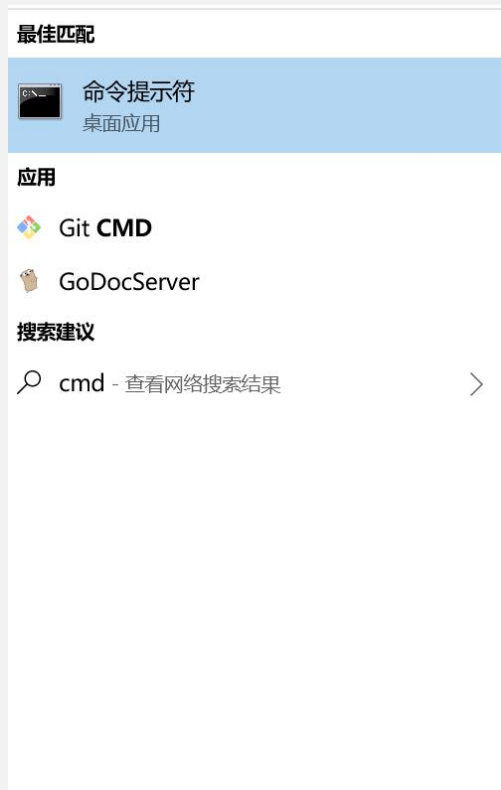 最佳匹配
C:\_
命令提示符
桌面应用
应用
Git CMD
GoDocServer
搜索建议
cmd - 查看网络搜索结果